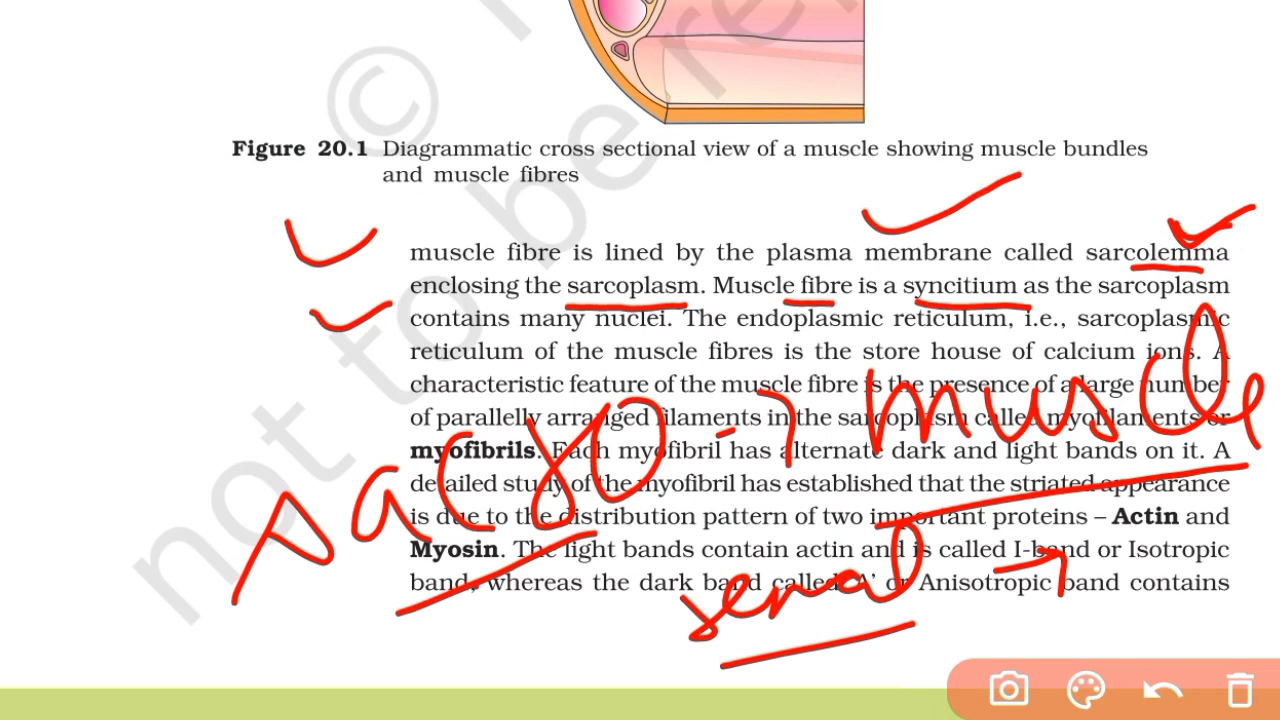 Figure 20.1 Diagrammatic cross sectional view of a muscle showing muscle bundles
and muscle fibres
muscle fibre is lined by the plasma membrane called sarcolemma
enclosing the sarcoplasm. Muscle fibre is a syncitium as the sarcoplasm
contains many nuclei. The endoplasmic reticulum, i.e., sarcoplasmic
reticulum of the muscle fibres is the store house of calcium ions. A
characteristic feature of the muscle fibre is the presence of a large number
of parallelly arranged filaments in the sarcoplasm called myofilaments or
myofibrils. Each myofibril has alternate dark and light bands on it. A
detailed study of the myofibril has established that the striated appearance
is due to the distribution pattern of two important proteins – Actin and
Myosin. The light bands contain actin and is called I-band or Isotropic
band, whereas the dark band called ‘A’ or Anisotropic band contains
muscle
©
not to be re